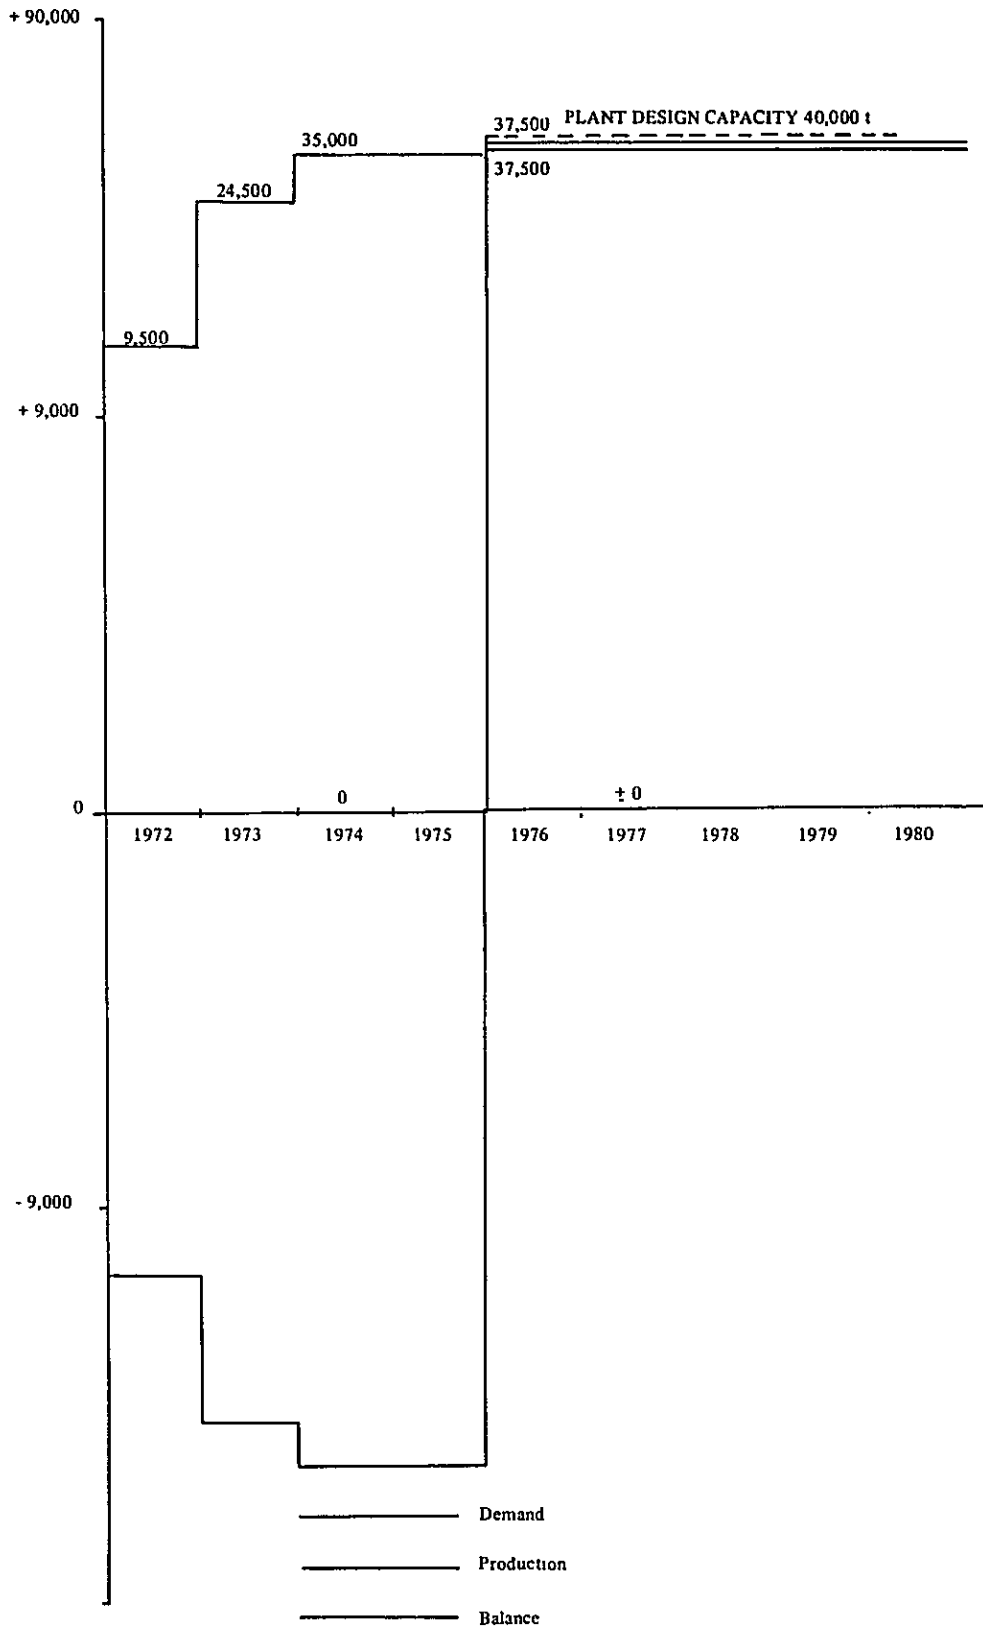 + 90,000
37,500 PLANT DESIGN CAPACITY 40,000 t
35,000
37,500
24,500
9,500
+ 9,000
0
0
± 0
1972 1973 1974 1975 1976 1977 1978 1979 1980
- 9,000
Demand
Production
Balance